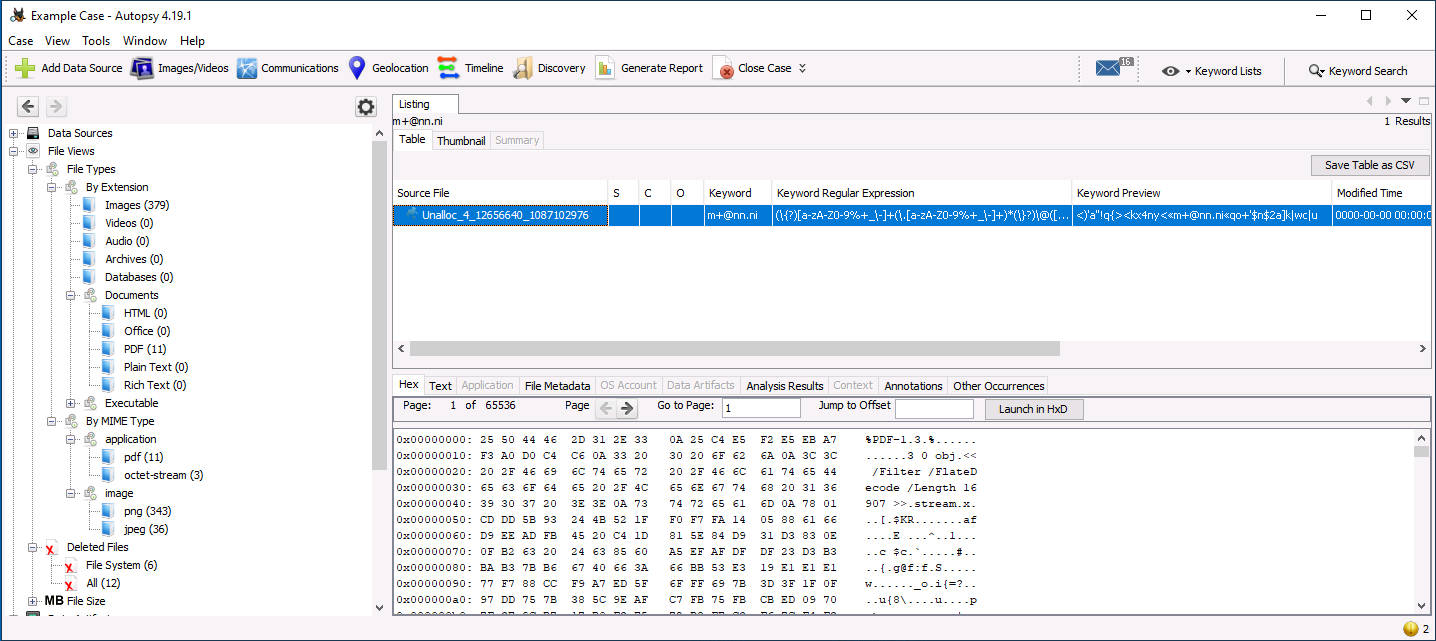 Example Case - Autopsy 4.19.1
Case View Tools Window Help
Add Data Source Images/Videos Communications Geolocation Timeline Discovery Generate Report Close Case 16 Keyword Lists Keyword Search
Data Sources
File Views
File Types
By Extension
Images (379)
Videos (0)
Audio (0)
Archives (0)
Databases (0)
Documents
HTML (0)
Office (0)
PDF (11)
Plain Text (0)
Rich Text (0)
Executable
By MIME Type
application
pdf (11)
octet-stream (3)
image
png (343)
jpeg (36)
Deleted Files
File System (6)
All (12)
MB File Size
Listing
m+@nn.ni 1 Results
Table Thumbnail Summary
Save Table as CSV
Source File S C O Keyword Keyword Regular Expression Keyword Preview Modified Time
Unalloc_4_12656640_1087102976 m+@nn.ni (\{?)[a-zA-Z0-9%+_\-]+(\.[a-zA-Z0-9%+_\-]+)*(\}?)\@([... <)'a"!q{><kx4ny<«m+@nn.ni«qo+'$n$2a]k|wc|u 0000-00-00 00:00:0
Hex Text Application File Metadata OS Account Data Artifacts Analysis Results Context Annotations Other Occurrences
Page: 1 of 65536 Page Go to Page: 1 Jump to Offset Launch in HxD
0x00000000: 25 50 44 46 2D 31 2E 33 0A 25 C4 E5 F2 E5 EB A7 %PDF-1.3.%......
0x00000010: F3 A0 D0 C4 C6 0A 33 20 30 20 6F 62 6A 0A 3C 3C ......3 0 obj.<<
0x00000020: 20 2F 46 69 6C 74 65 72 20 2F 46 6C 61 74 65 44 /Filter /FlateD
0x00000030: 65 63 6F 64 65 20 2F 4C 65 6E 67 74 68 20 31 36 ecode /Length 16
0x00000040: 39 30 37 20 3E 3E 0A 73 74 72 65 61 6D 0A 78 01 907 >>.stream.x.
0x00000050: CD DD 5B 93 24 4B 52 1F F0 F7 FA 14 05 88 61 66 ..[.$KR.......af
0x00000060: D9 EE AD FB 45 20 C4 1D 81 5E 84 D9 31 D3 83 0E ....E ...^..1...
0x00000070: 0F B2 63 20 24 63 85 60 A5 EF AF DF DF 23 D3 B3 ..c $c.`.....#..
0x00000080: BA B3 7B B6 67 40 66 3A 66 BB 53 E3 19 E1 E1 E1 ..{.g@f:f.S.....
0x00000090: 77 F7 88 CC F9 A7 ED 5F 6F FF 69 7B 3D 3F 1F 0F w......_o.i{=?..
0x000000a0: 97 DD 75 7B 38 5C 9E AF C7 FB 75 FB CB ED 09 70 ..u{8\....u....p
2